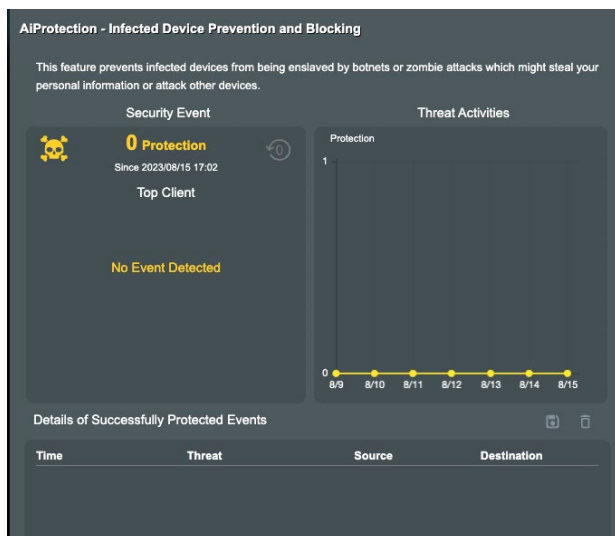 AiProtection - Infected Device Prevention and Blocking
This feature prevents infected devices from being enslaved by botnets or zombie attacks which might steal your
personal information or attack other devices.
Security Event
0 Protection
0
Since 2023/08/15 17:02
Top Client
No Event Detected
Threat Activities
Protection
1
0
8/9 8/10 8/11 8/12 8/13 8/14 8/15
Details of Successfully Protected Events
Time Threat Source Destination